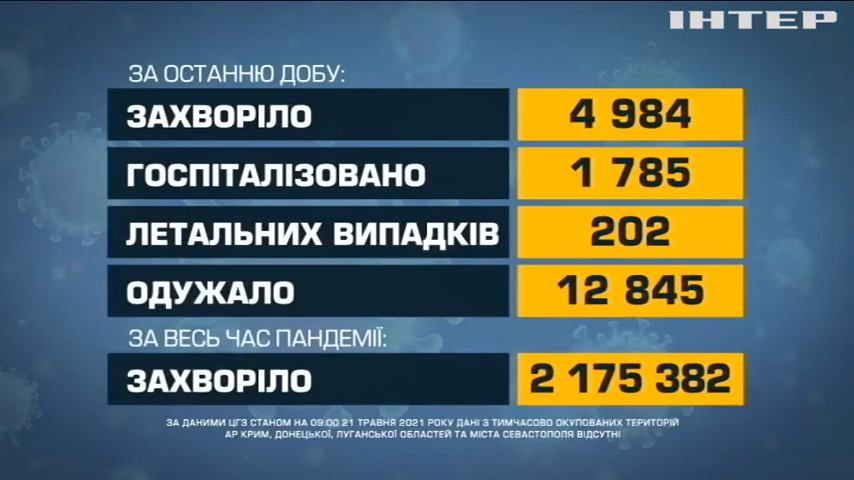 ІНТЕР
ЗА ОСТАННЮ ДОБУ:
ЗАХВОРІЛО 4 984
ГОСПІТАЛІЗОВАНО 1 785
ЛЕТАЛЬНИХ ВИПАДКІВ 202
ОДУЖАЛО 12 845
ЗА ВЕСЬ ЧАС ПАНДЕМІЇ:
ЗАХВОРІЛО 2 175 382
ЗА ДАНИМИ ЦГЗ СТАНОМ НА 09:00 21 ТРАВНЯ 2021 РОКУ ДАНІ З ТИМЧАСОВО ОКУПОВАНИХ ТЕРИТОРІЙ
АР КРИМ, ДОНЕЦЬКОЇ, ЛУГАНСЬКОЇ ОБЛАСТЕЙ ТА МІСТА СЕВАСТОПОЛЯ ВІДСУТНІ